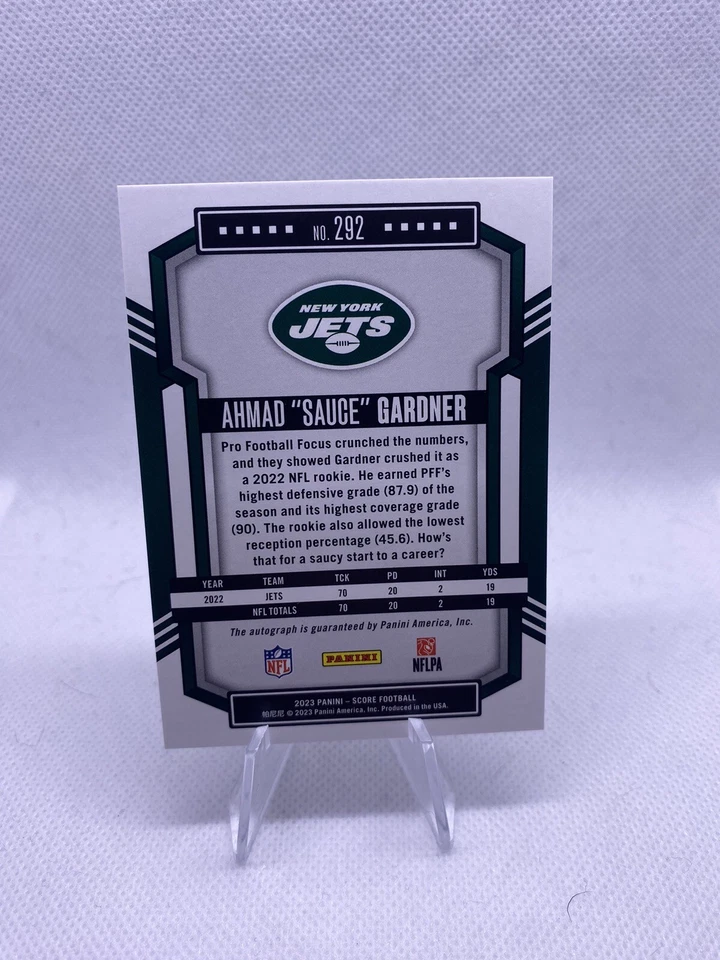 NO. 292
NEW YORK
JETS
AHMAD "SAUCE" GARDNER
Pro Football Focus crunched the numbers,
and they showed Gardner crushed it as
a 2022 NFL rookie. He earned PFF's
highest defensive grade (87.9) of the
season and its highest coverage grade
(90). The rookie also allowed the lowest
reception percentage (45.6). How's
that for a saucy start to a career?
YEAR TEAM TCK PD INT YDS
2022 JETS 70 20 2 19
NFL TOTALS 70 20 2 19
The autograph is guaranteed by Panini America, Inc.
NFL PANINI NFLPA
2023 PANINI – SCORE FOOTBALL
帕尼尼 © 2023 Panini America, Inc. Produced in the USA.